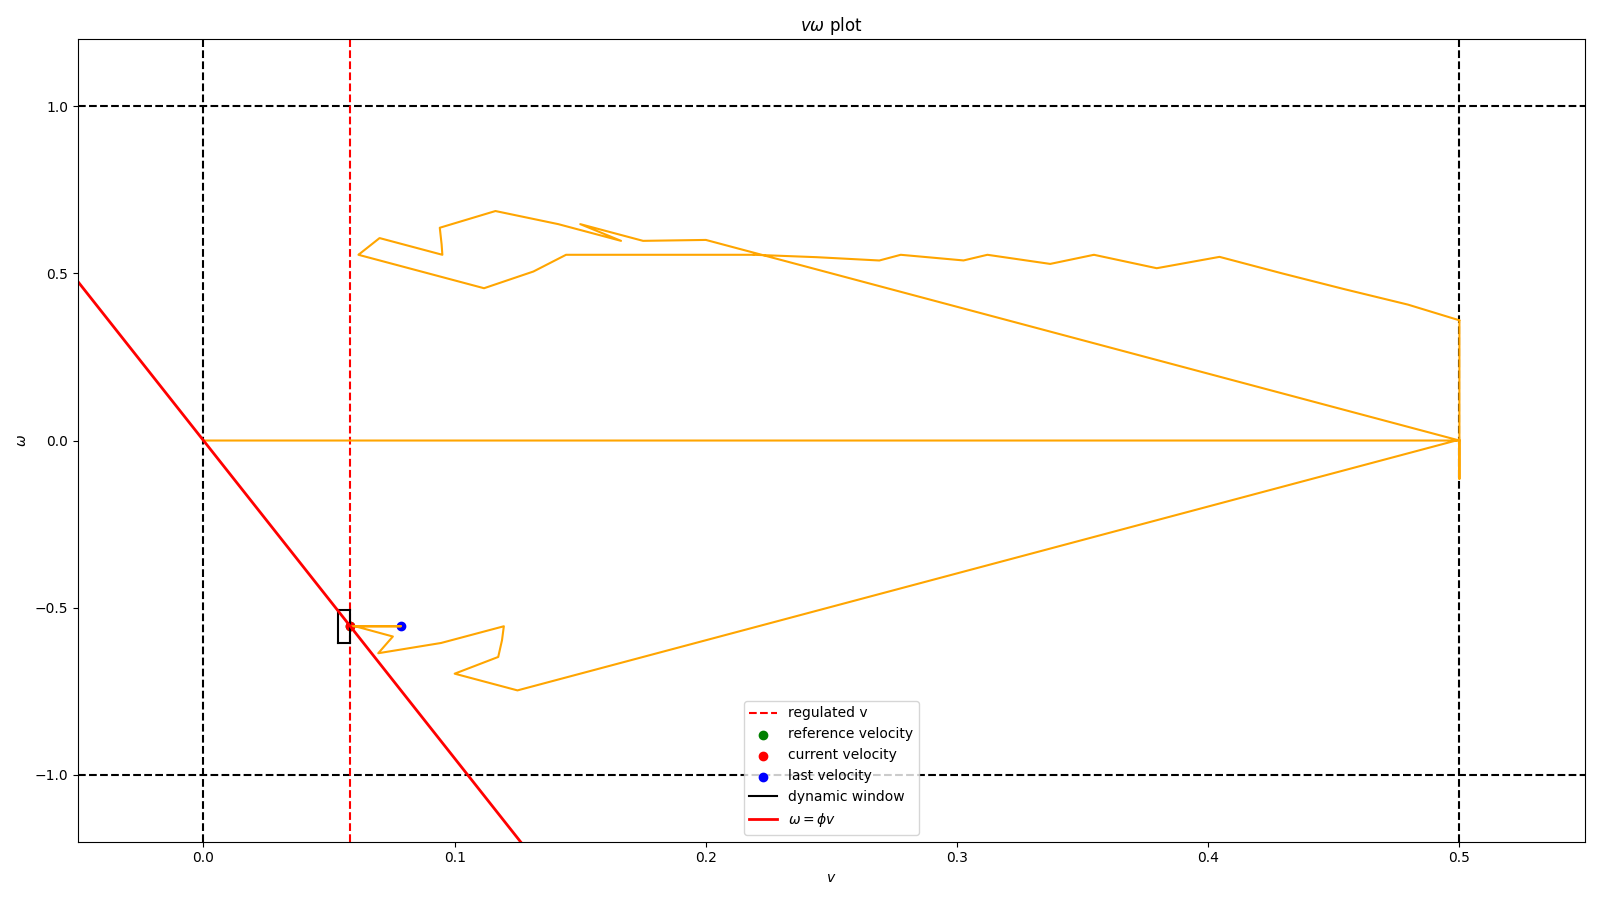 vω plot
1.0
0.5
0.0
−0.5
−1.0
ω
0.0 0.1 0.2 0.3 0.4 0.5
v
regulated v
reference velocity
current velocity
last velocity
dynamic window
ω = ϕv